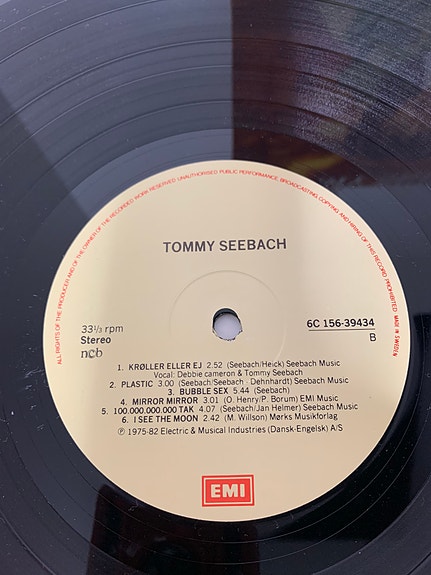 ALL RIGHTS OF THE PRODUCER AND OF THE OWNER OF THE RECORDED WORK RESERVED UNAUTHORISED PUBLIC PERFORMANCE BROADCASTING COPYING AND HIRING OF THIS RECORD PROHIBITED MADE IN SWEDEN
TOMMY SEEBACH
33 1/3 rpm
Stereo
ncb
6C 156-39434
B
1. KRØLLER ELLER EJ 2.52 (Seebach/Heick) Seebach Music
Vocal: Debbie cameron & Tommy Seebach
2. PLASTIC 3.00 (Seebach/Seebach - Dehnhardt) Seebach Music
3. BUBBLE SEX 5.44 (Seebach)
4. MIRROR MIRROR 3.01 (O. Henry/P. Borum) EMI Music
5. 100.000.000.000 TAK 4.07 (Seebach/Jan Helmer) Seebach Music
6. I SEE THE MOON 2.42 (M. Willson) Mørks Musikforlag
Ⓟ 1975-82 Electric & Musical Industries (Dansk-Engelsk) A/S
EMI